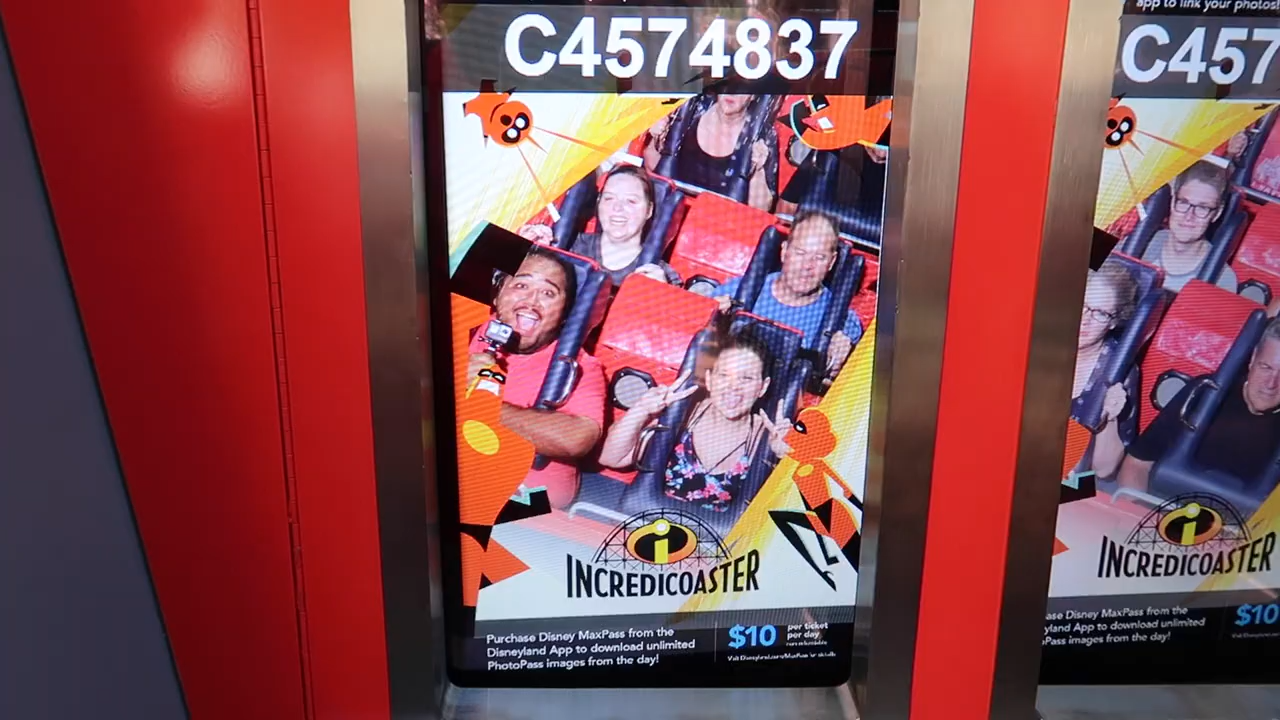 C4574837
INCREDICOASTER
Purchase Disney MaxPass from the
Disneyland App to download unlimited
PhotoPass images from the day!
$10
per ticket
per day
app to link your photos!
C457
INCREDICOASTER
ase Disney MaxPass from the
yland App to download unlimited
Pass images from the day!
$10